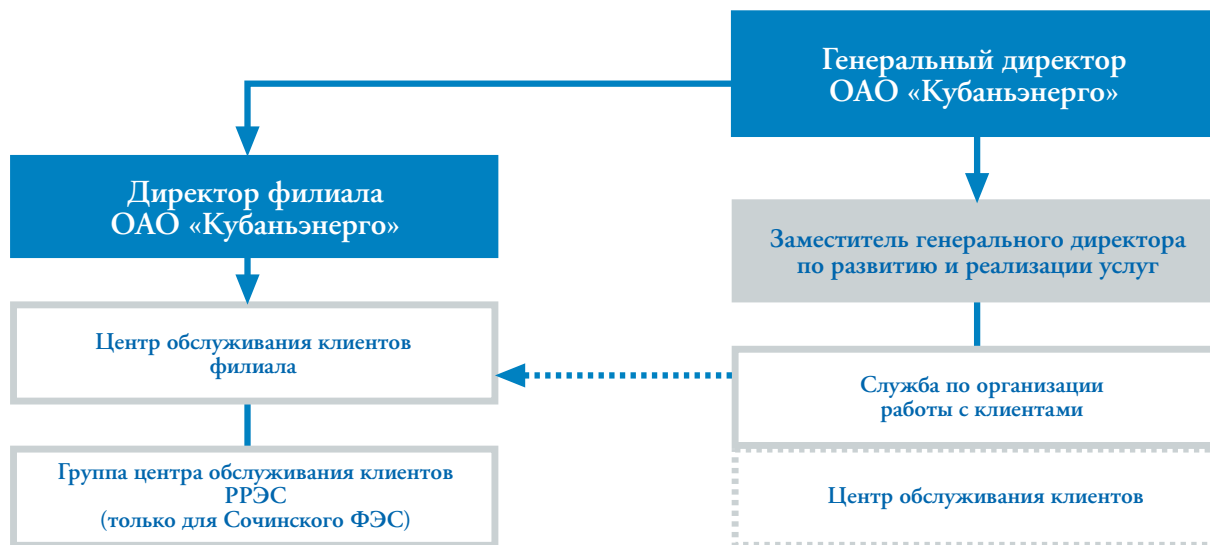 Генеральный директор
ОАО «Кубаньэнерго»
Директор филиала
ОАО «Кубаньэнерго»
Заместитель генерального директора
по развитию и реализации услуг
Центр обслуживания клиентов
филиала
Служба по организации
работы с клиентами
Группа центра обслуживания клиентов
РРЭС
(только для Сочинского ФЭС)
Центр обслуживания клиентов